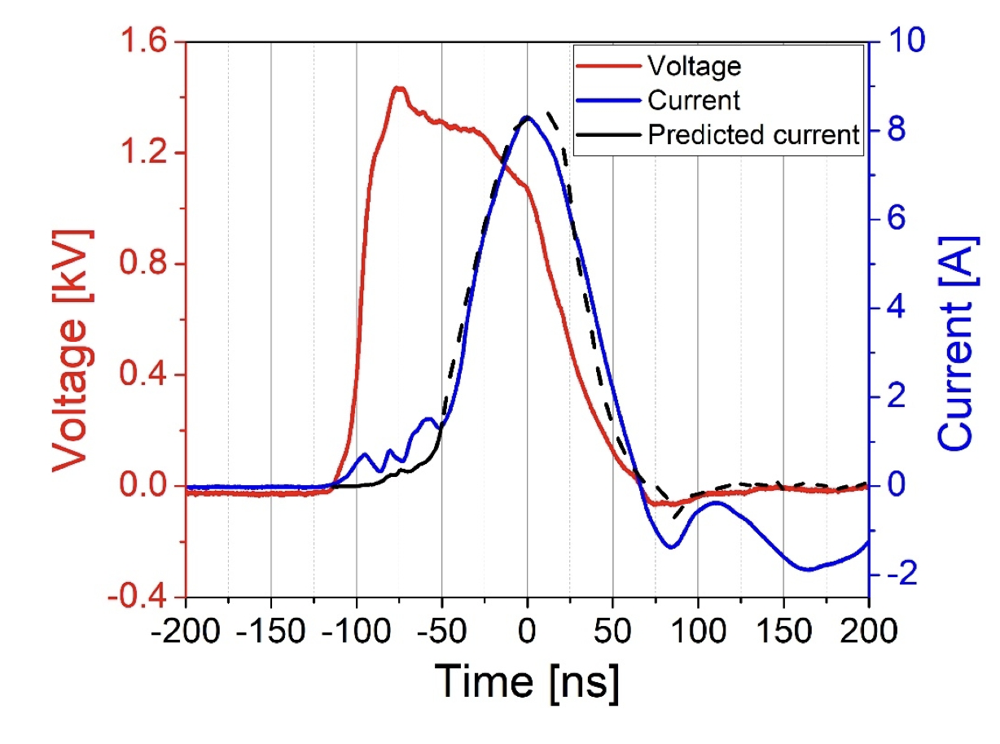 1.6
1.2
0.8
0.4
0.0
-0.4
Voltage [kV]
Voltage
Current
Predicted current
10
8
6
4
2
0
-2
Current [A]
-200 -150 -100 -50 0 50 100 150 200
Time [ns]